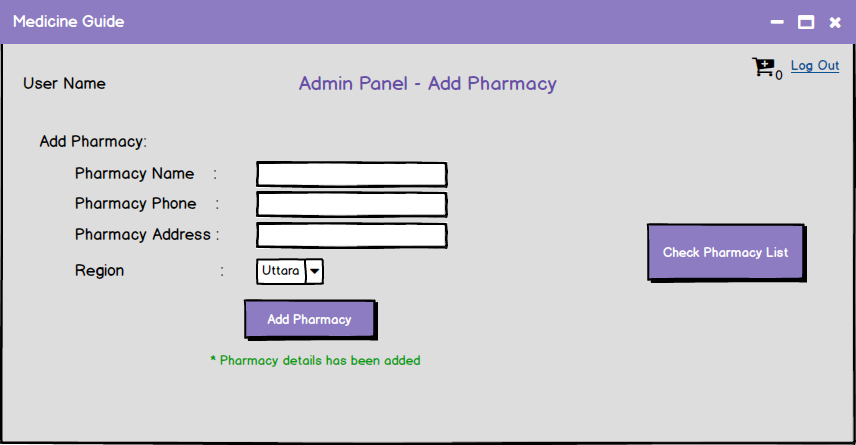 Medicine Guide
0 Log Out
User Name
Admin Panel - Add Pharmacy
Add Pharmacy:
Pharmacy Name :
Pharmacy Phone :
Pharmacy Address :
Region : Uttara
Check Pharmacy List
Add Pharmacy
* Pharmacy details has been added